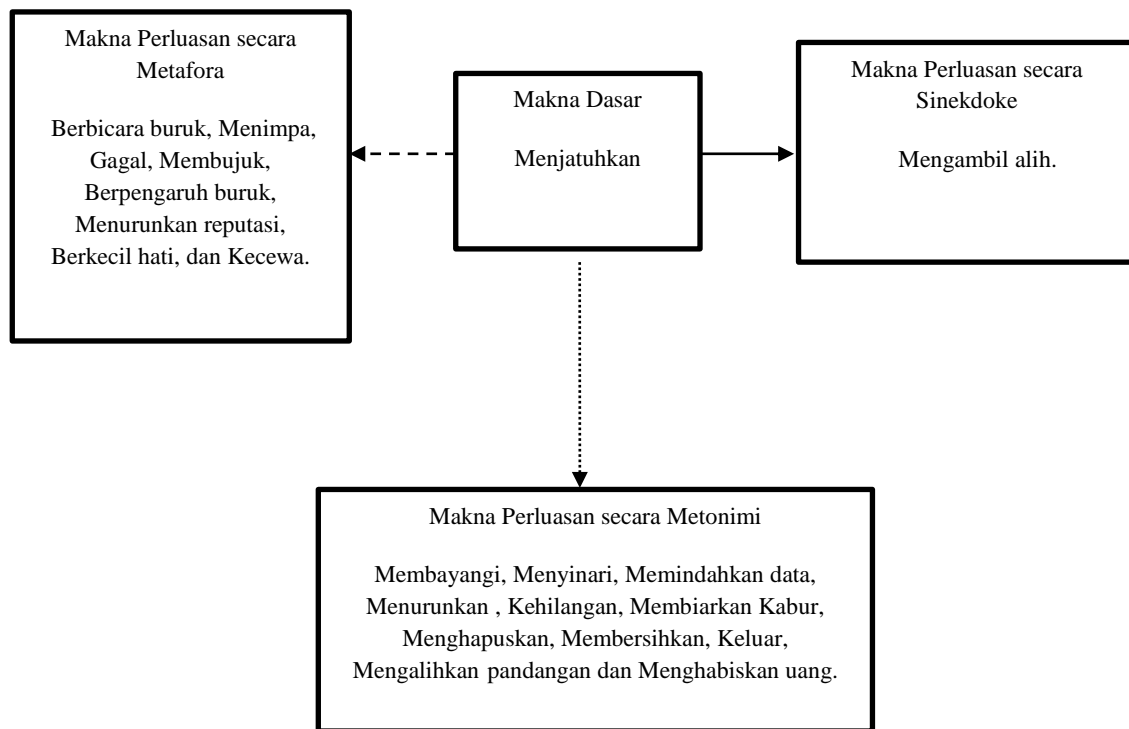 Makna Perluasan secara
Metafora
Berbicara buruk, Menimpa,
Gagal, Membujuk,
Berpengaruh buruk,
Menurunkan reputasi,
Berkecil hati, dan Kecewa.
Makna Dasar
Menjatuhkan
Makna Perluasan secara
Sinekdoke
Mengambil alih.
Makna Perluasan secara Metonimi
Membayangi, Menyinari, Memindahkan data,
Menurunkan , Kehilangan, Membiarkan Kabur,
Menghapuskan, Membersihkan, Keluar,
Mengalihkan pandangan dan Menghabiskan uang.